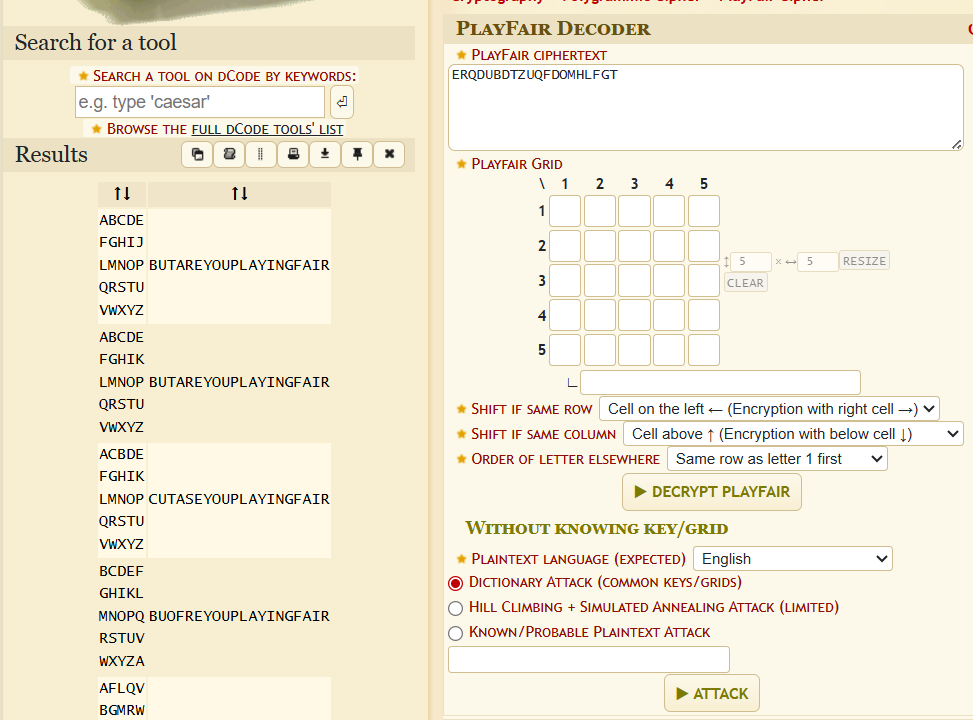 Search for a tool
★ Search a tool on dCode by keywords:
e.g. type 'caesar'
★ Browse the full dCode tools' list
Results
↑↓ ↑↓
ABCDE
FGHIJ
LMNOP BUTAREYOUPLAYINGFAIR
QRSTU
VWXYZ
ABCDE
FGHIK
LMNOP BUTAREYOUPLAYINGFAIR
QRSTU
VWXYZ
ACBDE
FGHIK
LMNOP CUTASEYOUPLAYINGFAIR
QRSTU
VWXYZ
BCDEF
GHIKL
MNOPQ BUOFREYOUPLAYINGFAIR
RSTUV
WXYZA
AFLQV
BGMRW
PlayFair Decoder
★ PlayFair ciphertext
ERQDUBDTZUQFDOMHLFGT
★ Playfair Grid
\ 1 2 3 4 5
1
2
↕ 5 × ↔ 5 RESIZE
3
CLEAR
4
5
∟
★ Shift if same row Cell on the left ← (Encryption with right cell →)
★ Shift if same column Cell above ↑ (Encryption with below cell ↓)
★ Order of letter elsewhere Same row as letter 1 first
▶ DECRYPT PLAYFAIR
Without knowing key/grid
★ Plaintext language (expected) English
Dictionary Attack (common keys/grids)
Hill Climbing + Simulated Annealing Attack (limited)
Known/Probable Plaintext Attack
▶ ATTACK